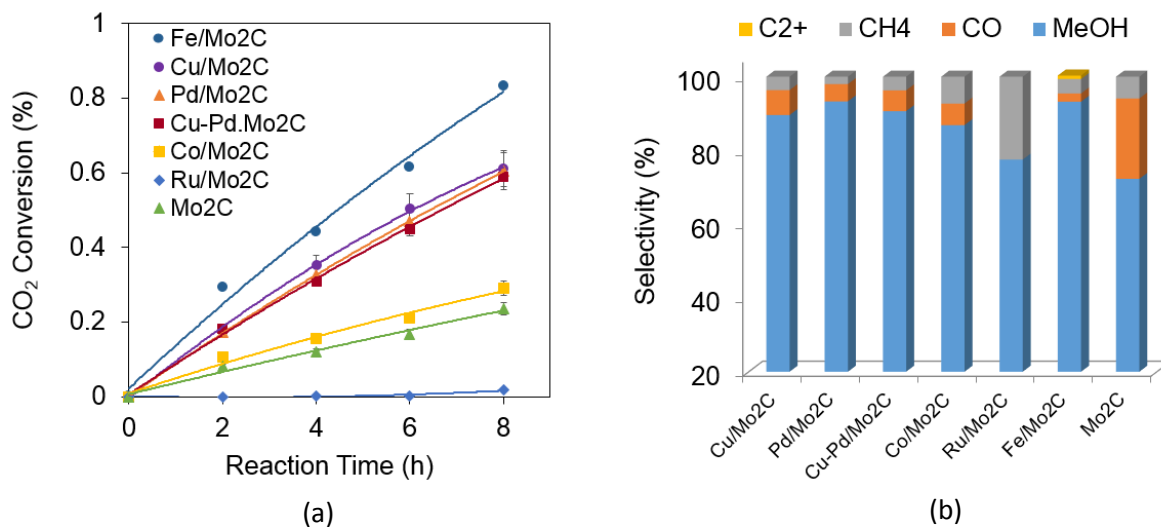 1
0.8
0.6
0.4
0.2
0
CO₂ Conversion (%)
Fe/Mo2C
Cu/Mo2C
Pd/Mo2C
Cu-Pd.Mo2C
Co/Mo2C
Ru/Mo2C
Mo2C
0 2 4 6 8
Reaction Time (h)
(a)
C2+ CH4 CO MeOH
100
80
60
40
20
Selectivity (%)
Cu/Mo2C
Pd/Mo2C
Cu-Pd/Mo2C
Co/Mo2C
Ru/Mo2C
Fe/Mo2C
Mo2C
(b)